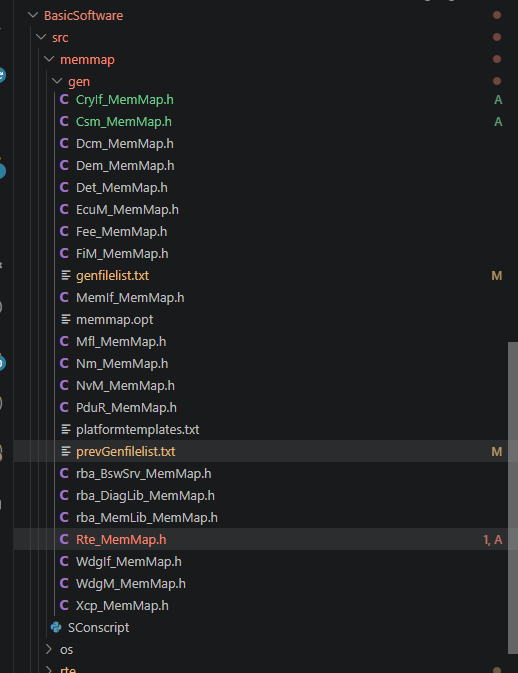 BasicSoftware
src
memmap
gen
C CryIf_MemMap.h A
C Csm_MemMap.h A
C Dcm_MemMap.h
C Dem_MemMap.h
C Det_MemMap.h
C EcuM_MemMap.h
C Fee_MemMap.h
C FiM_MemMap.h
genfilelist.txt M
C MemIf_MemMap.h
memmap.opt
C Mfl_MemMap.h
C Nm_MemMap.h
C NvM_MemMap.h
C PduR_MemMap.h
platformtemplates.txt
prevGenfilelist.txt M
C rba_BswSrv_MemMap.h
C rba_DiagLib_MemMap.h
C rba_MemLib_MemMap.h
C Rte_MemMap.h 1, A
C WdgIf_MemMap.h
C WdgM_MemMap.h
C Xcp_MemMap.h
SConscript
os
rte